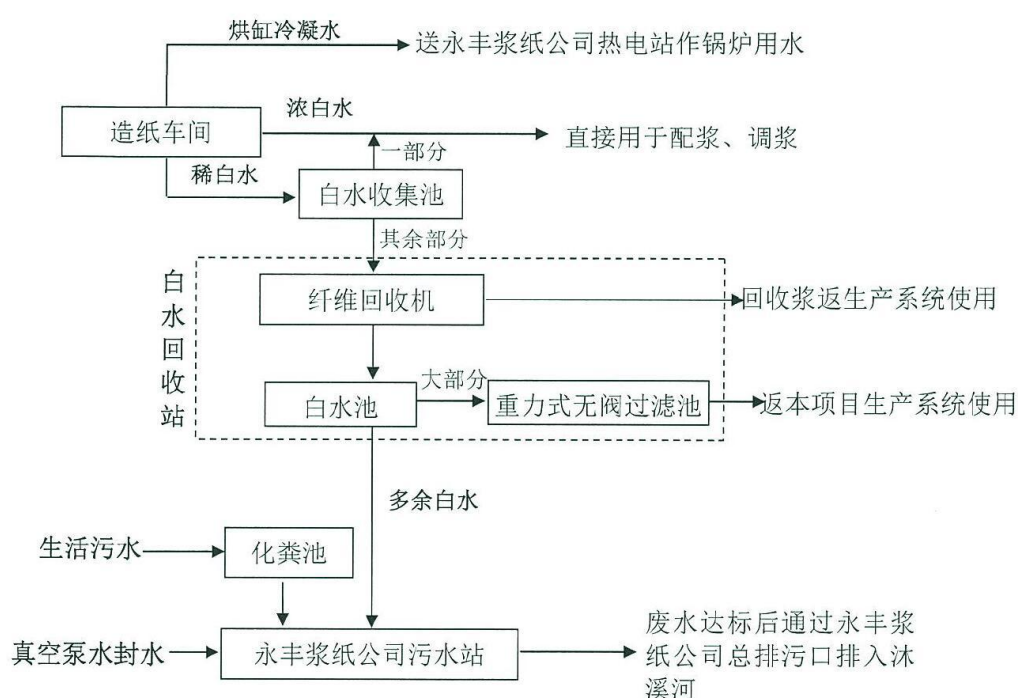 烘缸冷凝水
送永丰浆纸公司热电站作锅炉用水
造纸车间
浓白水
直接用于配浆、调浆
一部分
稀白水
白水收集池
其余部分
白水回收站
纤维回收机
回收浆返生产系统使用
大部分
白水池
重力式无阀过滤池
返本项目生产系统使用
多余白水
生活污水
化粪池
真空泵水封水
永丰浆纸公司污水站
废水达标后通过永丰浆
纸公司总排污口排入沐
溪河